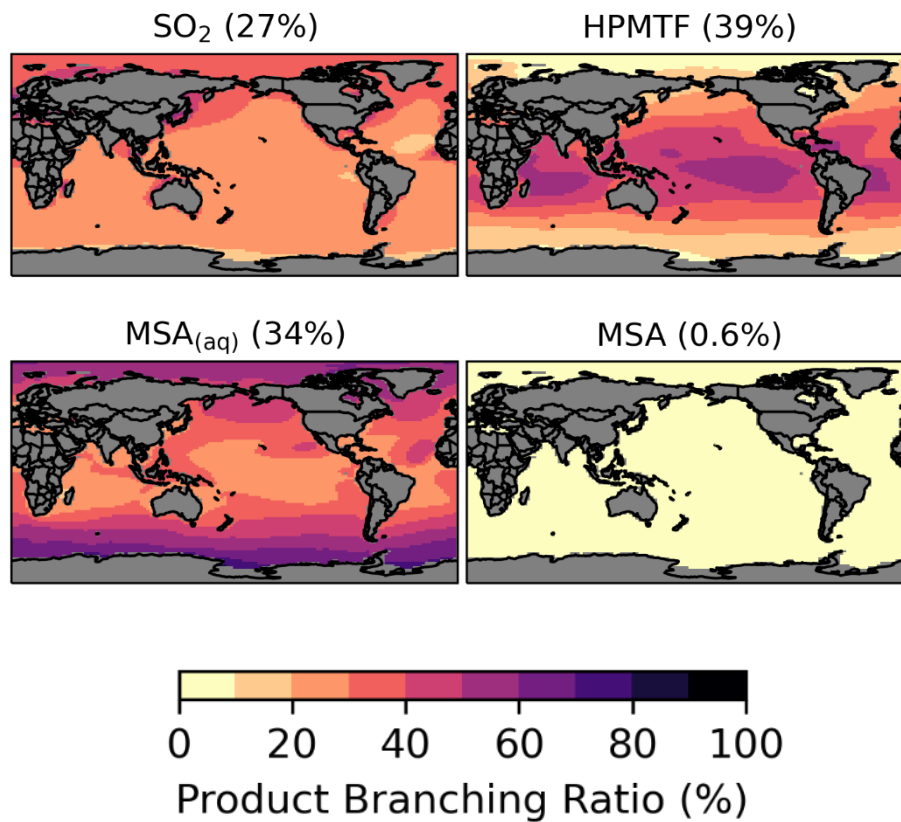 SO₂ (27%)
HPMTF (39%)
MSA₍aq₎ (34%)
MSA (0.6%)
0 20 40 60 80 100
Product Branching Ratio (%)